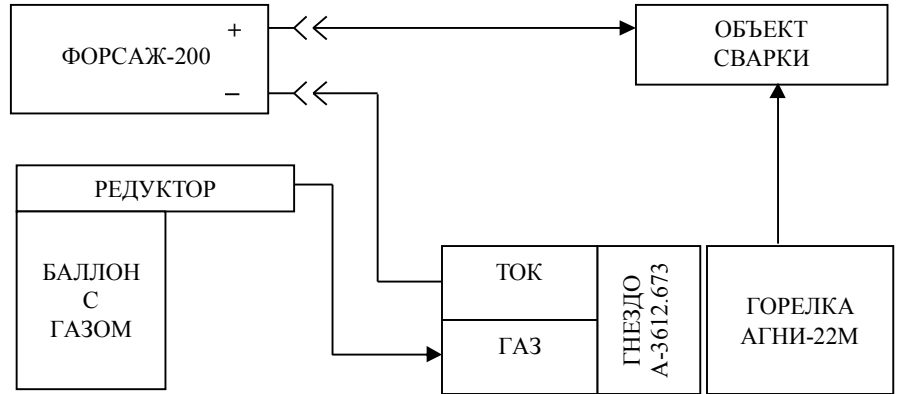 ФОРСАЖ-200
+
–
ОБЪЕКТ
СВАРКИ
РЕДУКТОР
БАЛЛОН
С
ГАЗОМ
ТОК
ГАЗ
ГНЕЗДО
А-3612.673
ГОРЕЛКА
АГНИ-22М